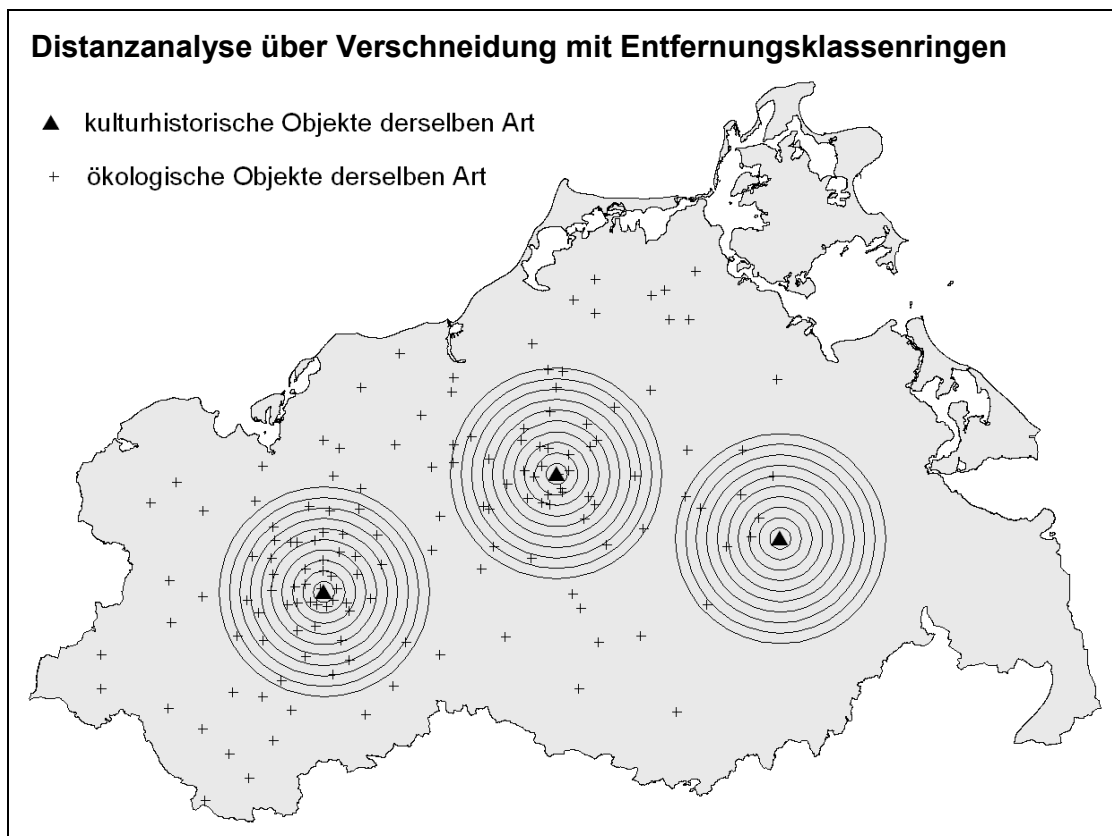 Distanzanalyse über Verschneidung mit Entfernungsklassenringen
kulturhistorische Objekte derselben Art
ökologische Objekte derselben Art